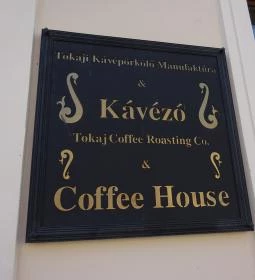 Tokaji Kávépörkölő Manufaktúra
&
Kávézó
Tokaj Coffee Roasting Co.
&
Coffee House